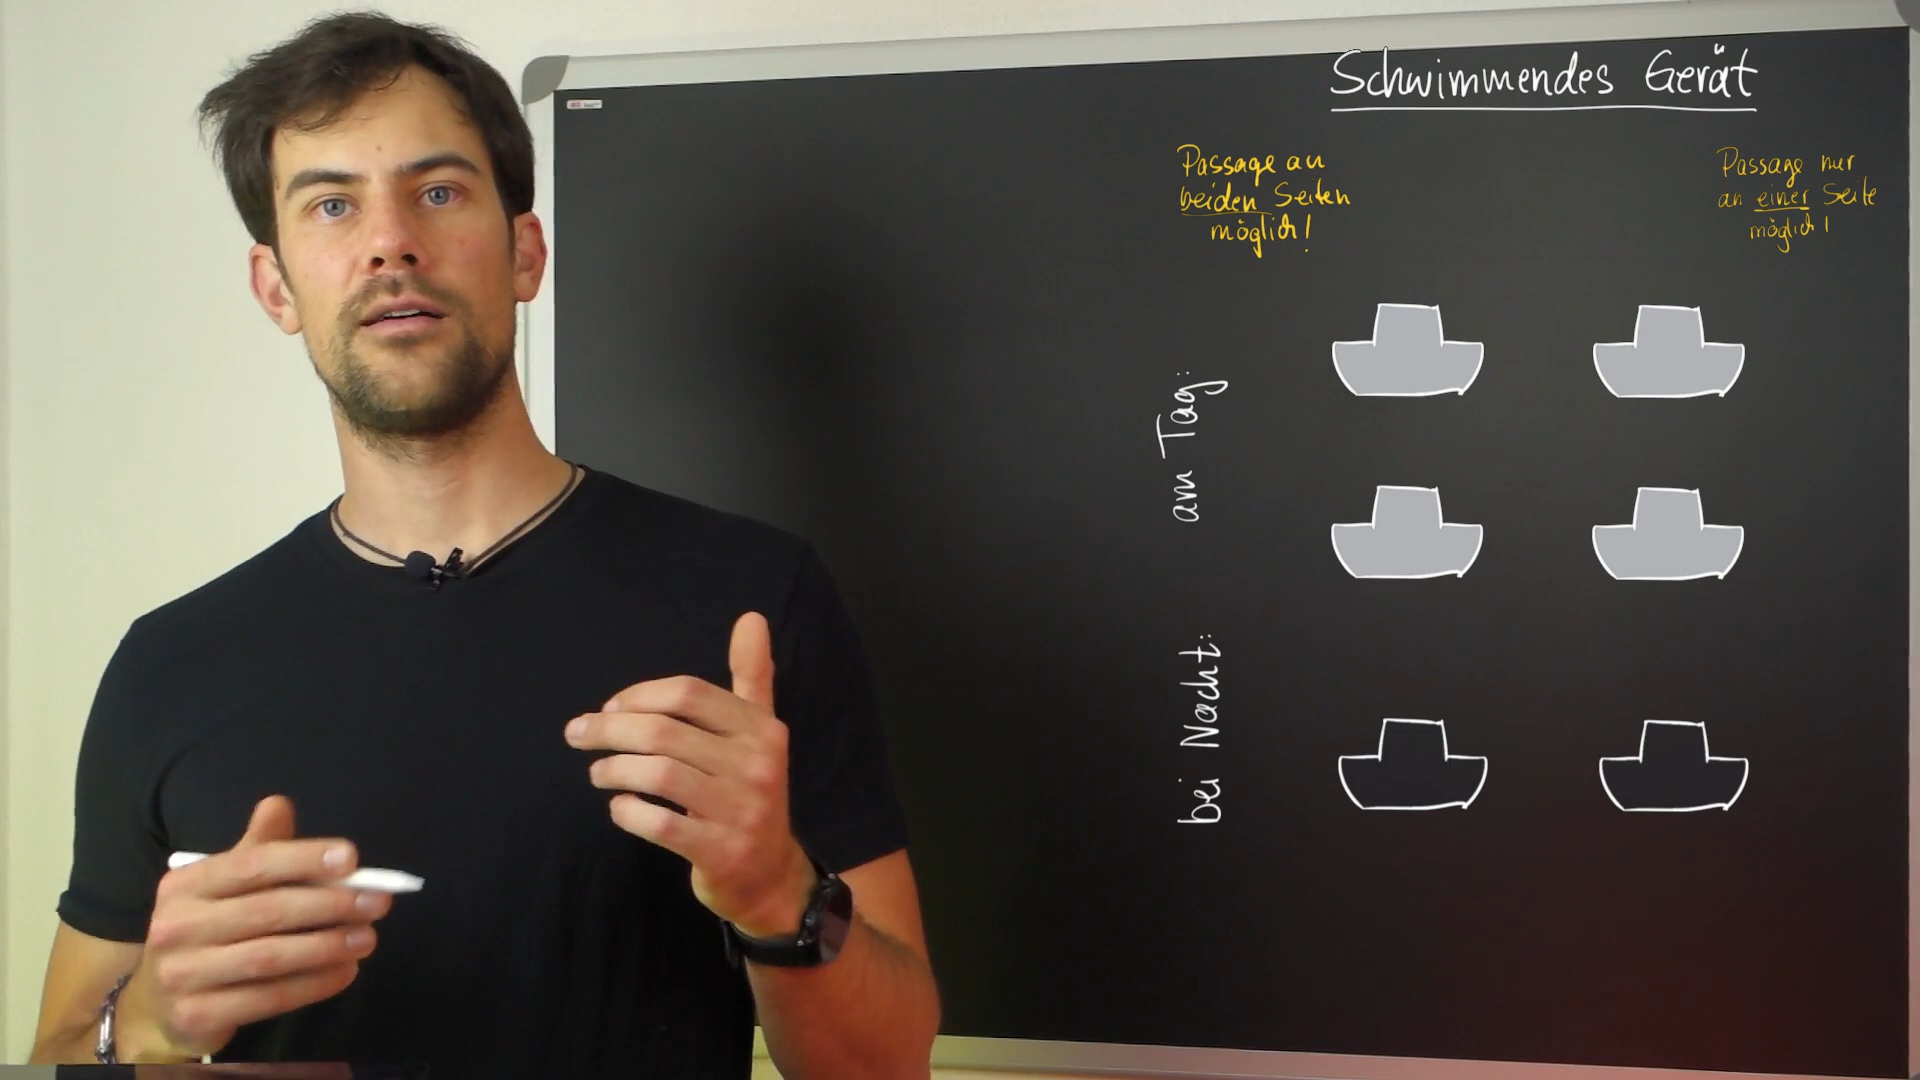 Schwimmendes Gerät
Passage an
beiden Seiten
möglich!
Passage nur
an einer Seite
möglich!
am Tag:
bei Nacht: